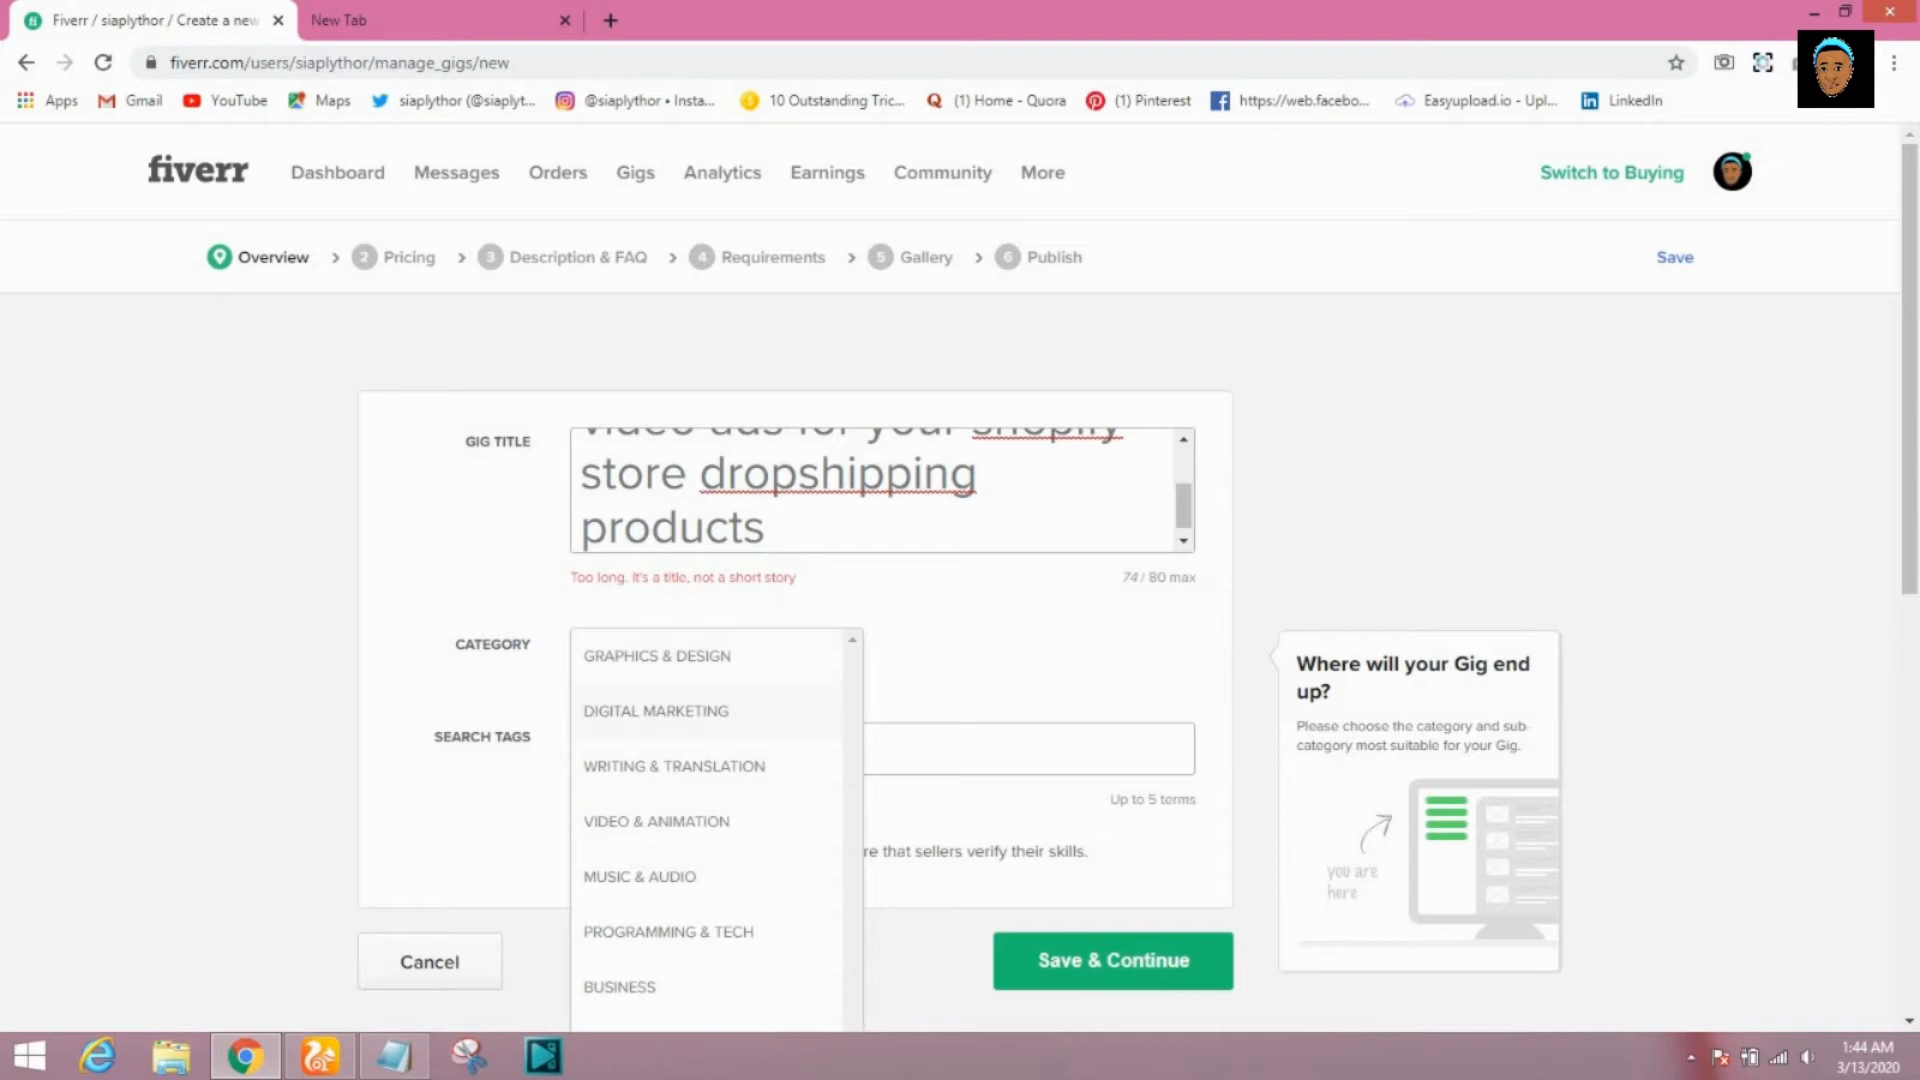 Fiverr / siaplythor / Create a new
New Tab
fiverr.com/users/siaplythor/manage_gigs/new
Apps
Gmail
YouTube
Maps
siaplythor (@siaplyt...
@siaplythor • Insta...
10 Outstanding Tric...
(1) Home - Quora
(1) Pinterest
https://web.facebo...
Easyupload.io - Upl...
LinkedIn
fiverr
Dashboard
Messages
Orders
Gigs
Analytics
Earnings
Community
More
Switch to Buying
Overview
2 Pricing
3 Description & FAQ
4 Requirements
5 Gallery
6 Publish
Save
GIG TITLE
video ads for your shopify
store dropshipping
products
Too long. It's a title, not a short story
74 / 80 max
CATEGORY
GRAPHICS & DESIGN
DIGITAL MARKETING
WRITING & TRANSLATION
VIDEO & ANIMATION
MUSIC & AUDIO
PROGRAMMING & TECH
BUSINESS
SEARCH TAGS
Up to 5 terms
re that sellers verify their skills.
Cancel
Save & Continue
Where will your Gig end
up?
Please choose the category and sub-
category most suitable for your Gig.
you are
here
1:44 AM
3/13/2020